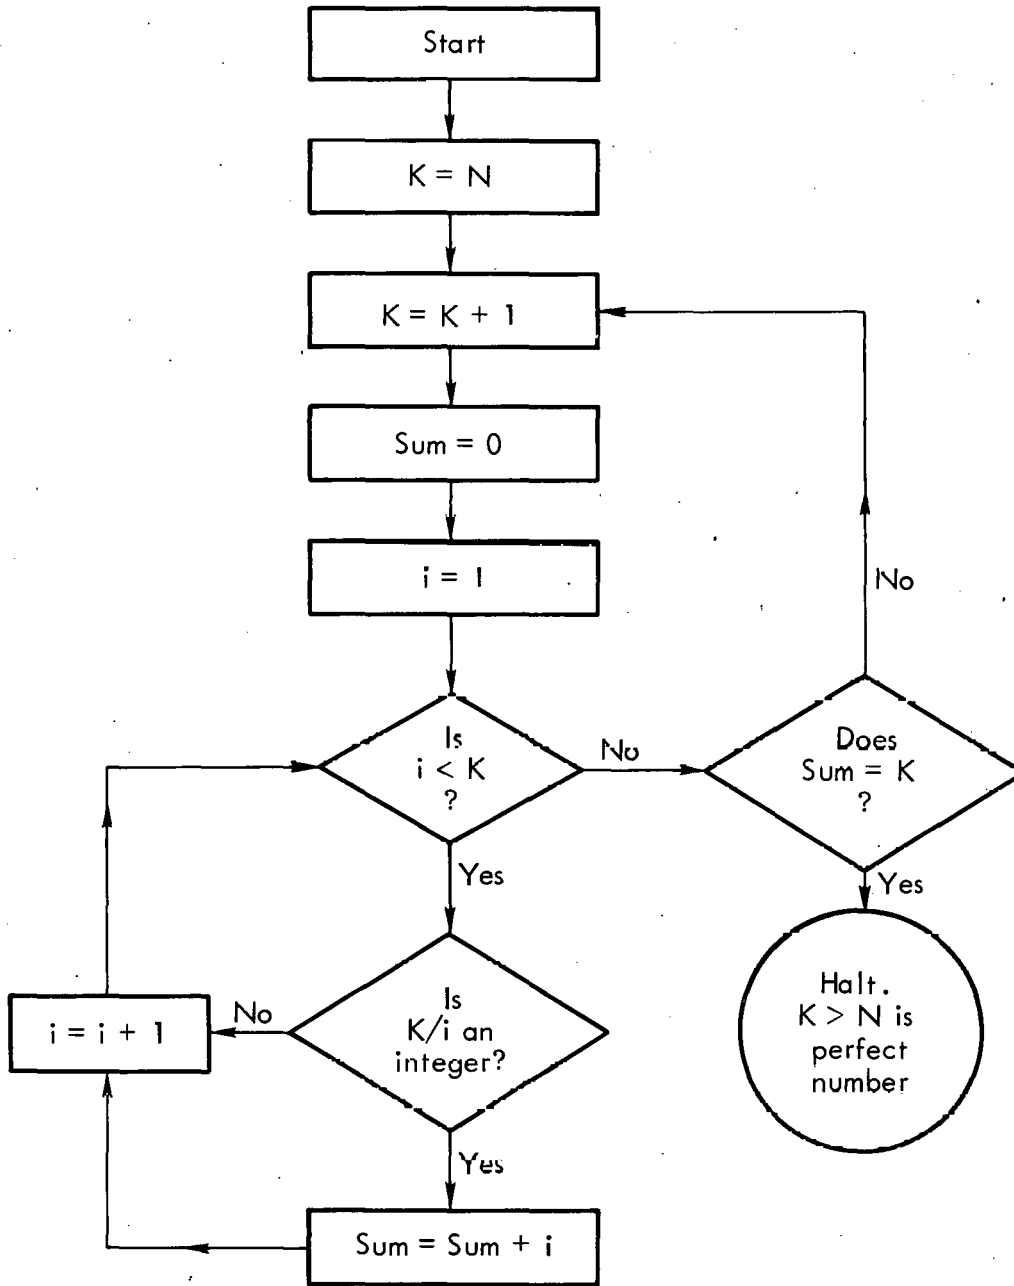 Start
K = N
K = K + 1
Sum = 0
i = 1
Is
i < K
?
No
Does
Sum = K
?
No
Yes
Halt.
K > N is
perfect
number
Yes
Is
K/i an
integer?
No
i = i + 1
Yes
Sum = Sum + i